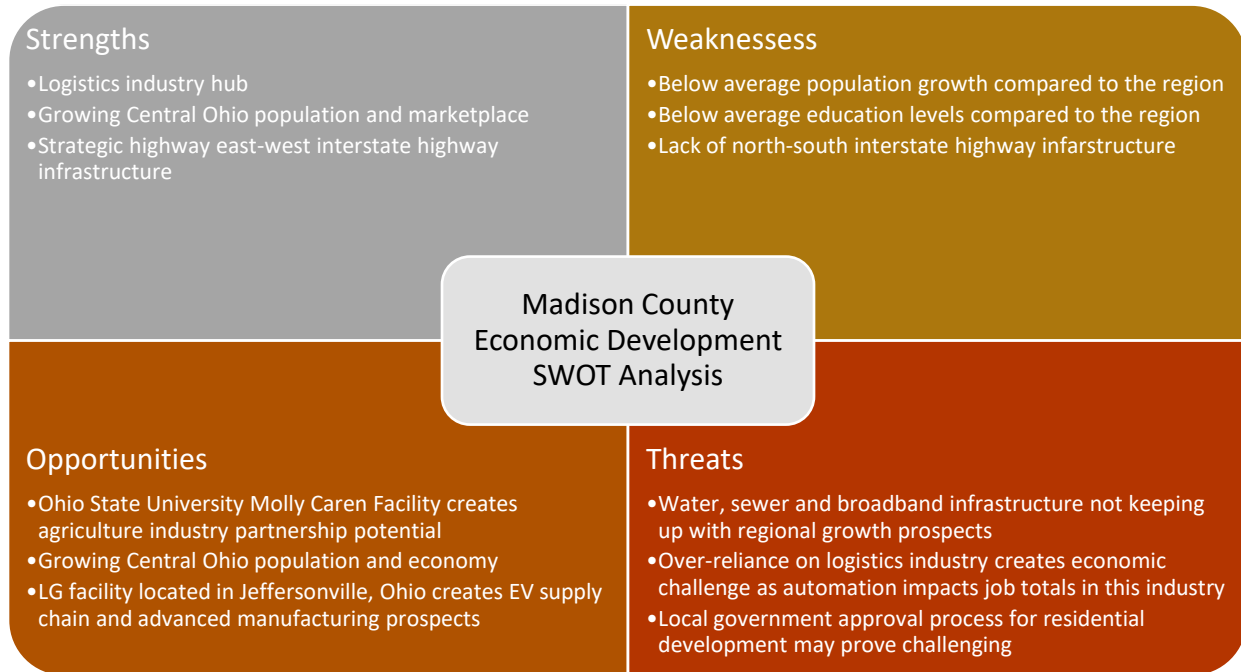 Strengths
•Logistics industry hub
•Growing Central Ohio population and marketplace
•Strategic highway east-west interstate highway
infrastructure
Weaknessess
•Below average population growth compared to the region
•Below average education levels compared to the region
•Lack of north-south interstate highway infarstructure
Madison County
Economic Development
SWOT Analysis
Opportunities
•Ohio State University Molly Caren Facility creates
agriculture industry partnership potential
•Growing Central Ohio population and economy
•LG facility located in Jeffersonville, Ohio creates EV supply
chain and advanced manufacturing prospects
Threats
•Water, sewer and broadband infrastructure not keeping
up with regional growth prospects
•Over-reliance on logistics industry creates economic
challenge as automation impacts job totals in this industry
•Local government approval process for residential
development may prove challenging